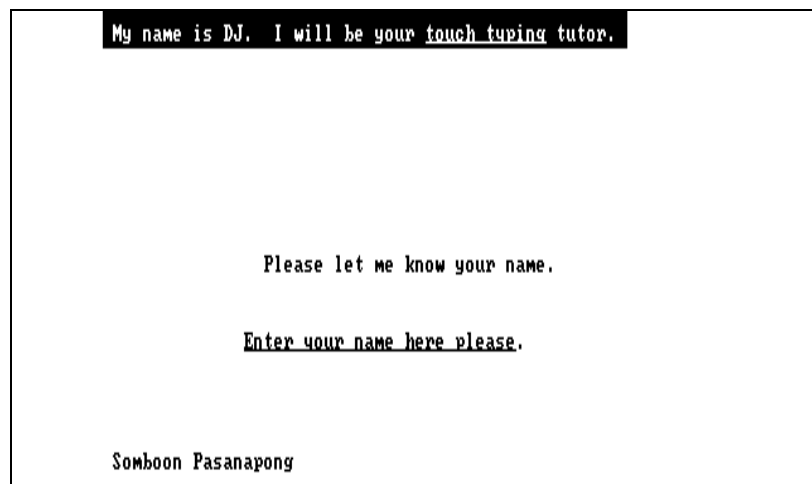 My name is DJ.  I will be your touch typing tutor.
Please let me know your name.
Enter your name here please.
Somboon Pasanapong